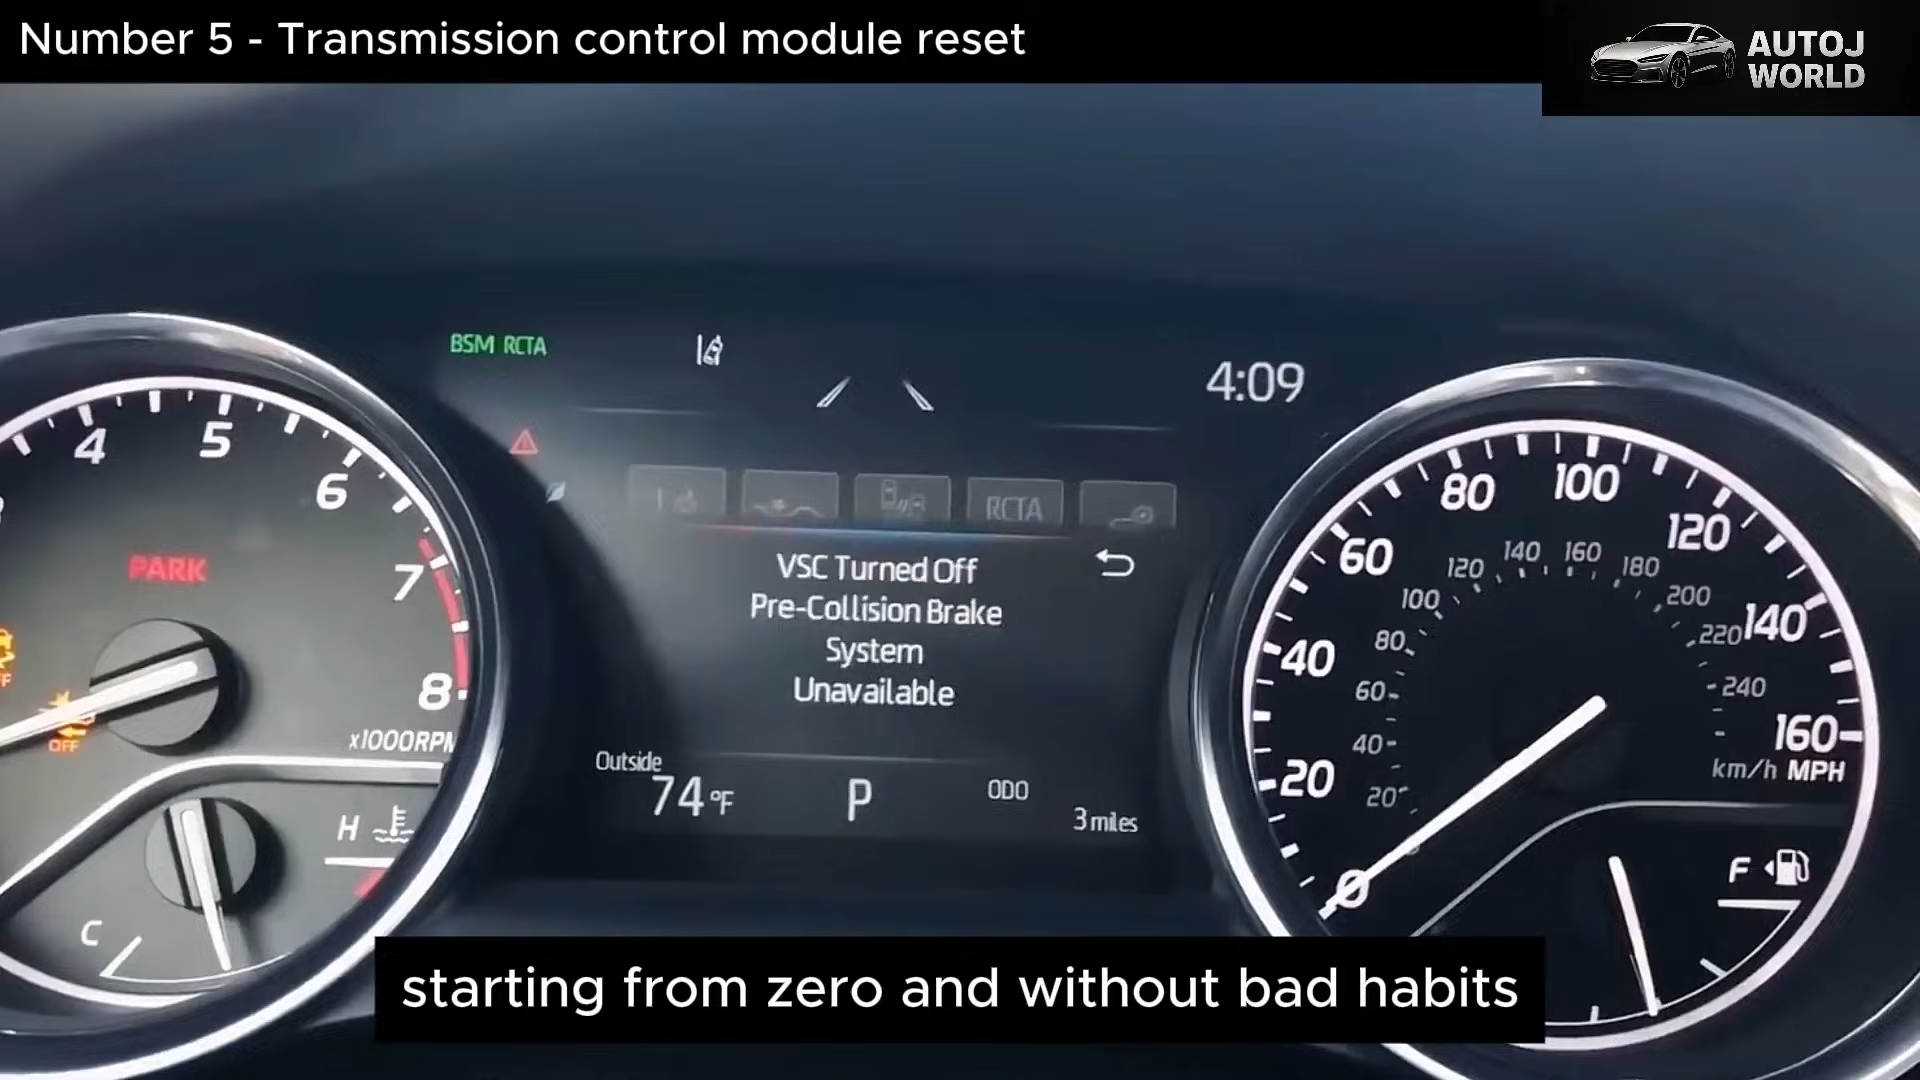 Number 5 - Transmission control module reset
AUTOJ
WORLD
BSM RCTA
4:09
4
5
6
7
8
x1000RPM
PARK
OFF
H
C
RCTA
VSC Turned Off
Pre-Collision Brake
System
Unavailable
Outside
74°F
P
ODO
3 miles
0
20
40
60
80
100
120
140
160
km/h MPH
20
40
60
80
100
120
140
160
180
200
220
240
F
starting from zero and without bad habits